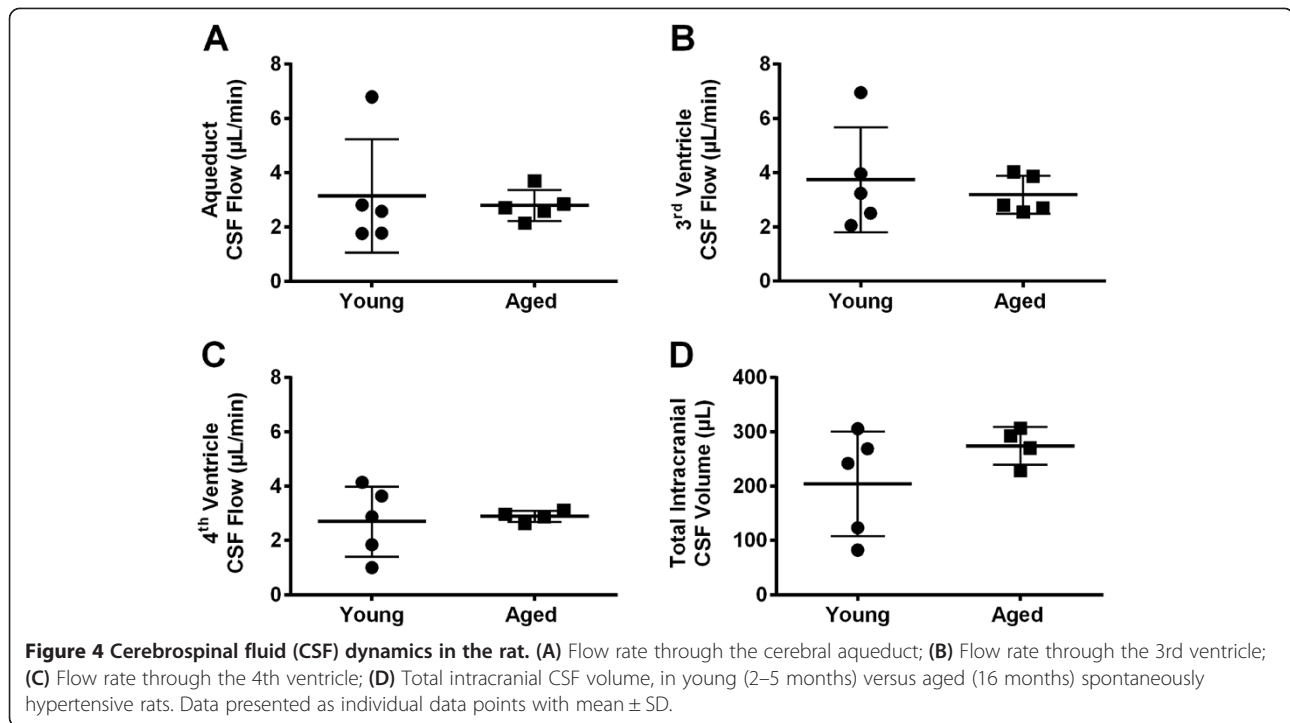 A
Aqueduct
CSF Flow (µL/min)
8
6
4
2
0
Young
Aged
B
3rd Ventricle
CSF Flow (µL/min)
8
6
4
2
0
Young
Aged
C
4th Ventricle
CSF Flow (µL/min)
8
6
4
2
0
Young
Aged
D
Total Intracranial
CSF Volume (µL)
400
300
200
100
0
Young
Aged
Figure 4 Cerebrospinal fluid (CSF) dynamics in the rat. (A) Flow rate through the cerebral aqueduct; (B) Flow rate through the 3rd ventricle;
(C) Flow rate through the 4th ventricle; (D) Total intracranial CSF volume, in young (2–5 months) versus aged (16 months) spontaneously
hypertensive rats. Data presented as individual data points with mean ± SD.